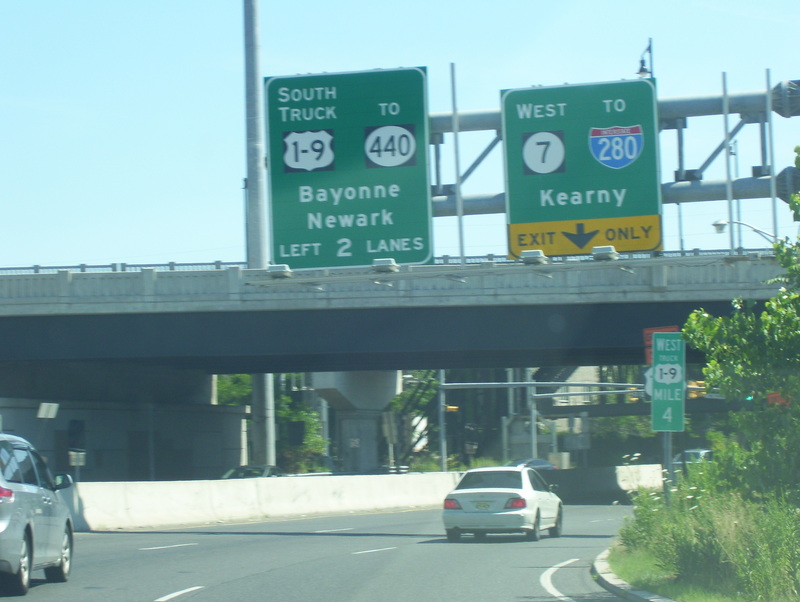 SOUTH
TRUCK TO
1-9 440
Bayonne
Newark
LEFT 2 LANES
WEST TO
7 280
Kearny
EXIT ONLY
WEST
TRUCK
1-9
MILE
4